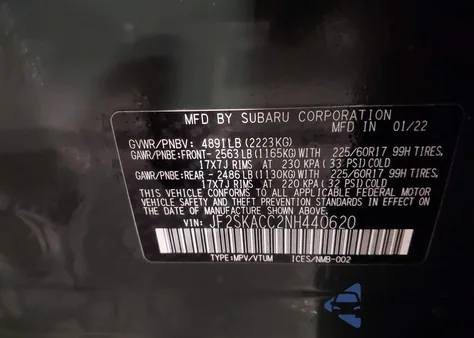 MFD BY SUBARU CORPORATION
MFD IN 01/22
GVWR/PNBV: 4891LB (2223KG)
GAWR/PNBE:FRONT- 2563LB (1165KG) WITH/AVEC 225/60R17 99H TIRES,
17X7J RIMS AT 230 KPA (33 PSI) COLD
GAWR/PNBE:REAR - 2486LB (1130KG) WITH/AVEC 225/60R17 99H TIRES,
17X7J RIMS AT 220 KPA (32 PSI) COLD
THIS VEHICLE CONFORMS TO ALL APPLICABLE FEDERAL MOTOR
VEHICLE SAFETY AND THEFT PREVENTION STANDARDS IN EFFECT
ON THE DATE OF MANUFACTURE SHOWN ABOVE.
VIN: JF2SKACC2NH440620
TYPE:MPV/VTUM ICES/NMB-002